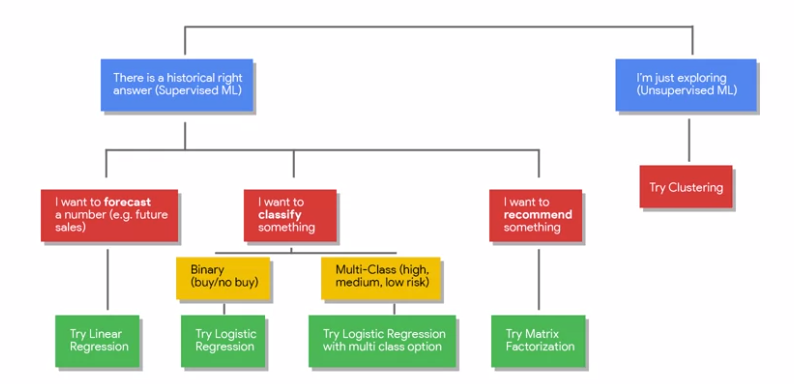 There is a historical right
answer (Supervised ML)
I'm just exploring
(Unsupervised ML)
Try Clustering
I want to forecast
a number (e.g. future
sales)
I want to
classify
something
I want to
recommend
something
Binary
(buy/no buy)
Multi-Class (high,
medium, low risk)
Try Linear
Regression
Try Logistic
Regression
Try Logistic Regression
with multi class option
Try Matrix
Factorization